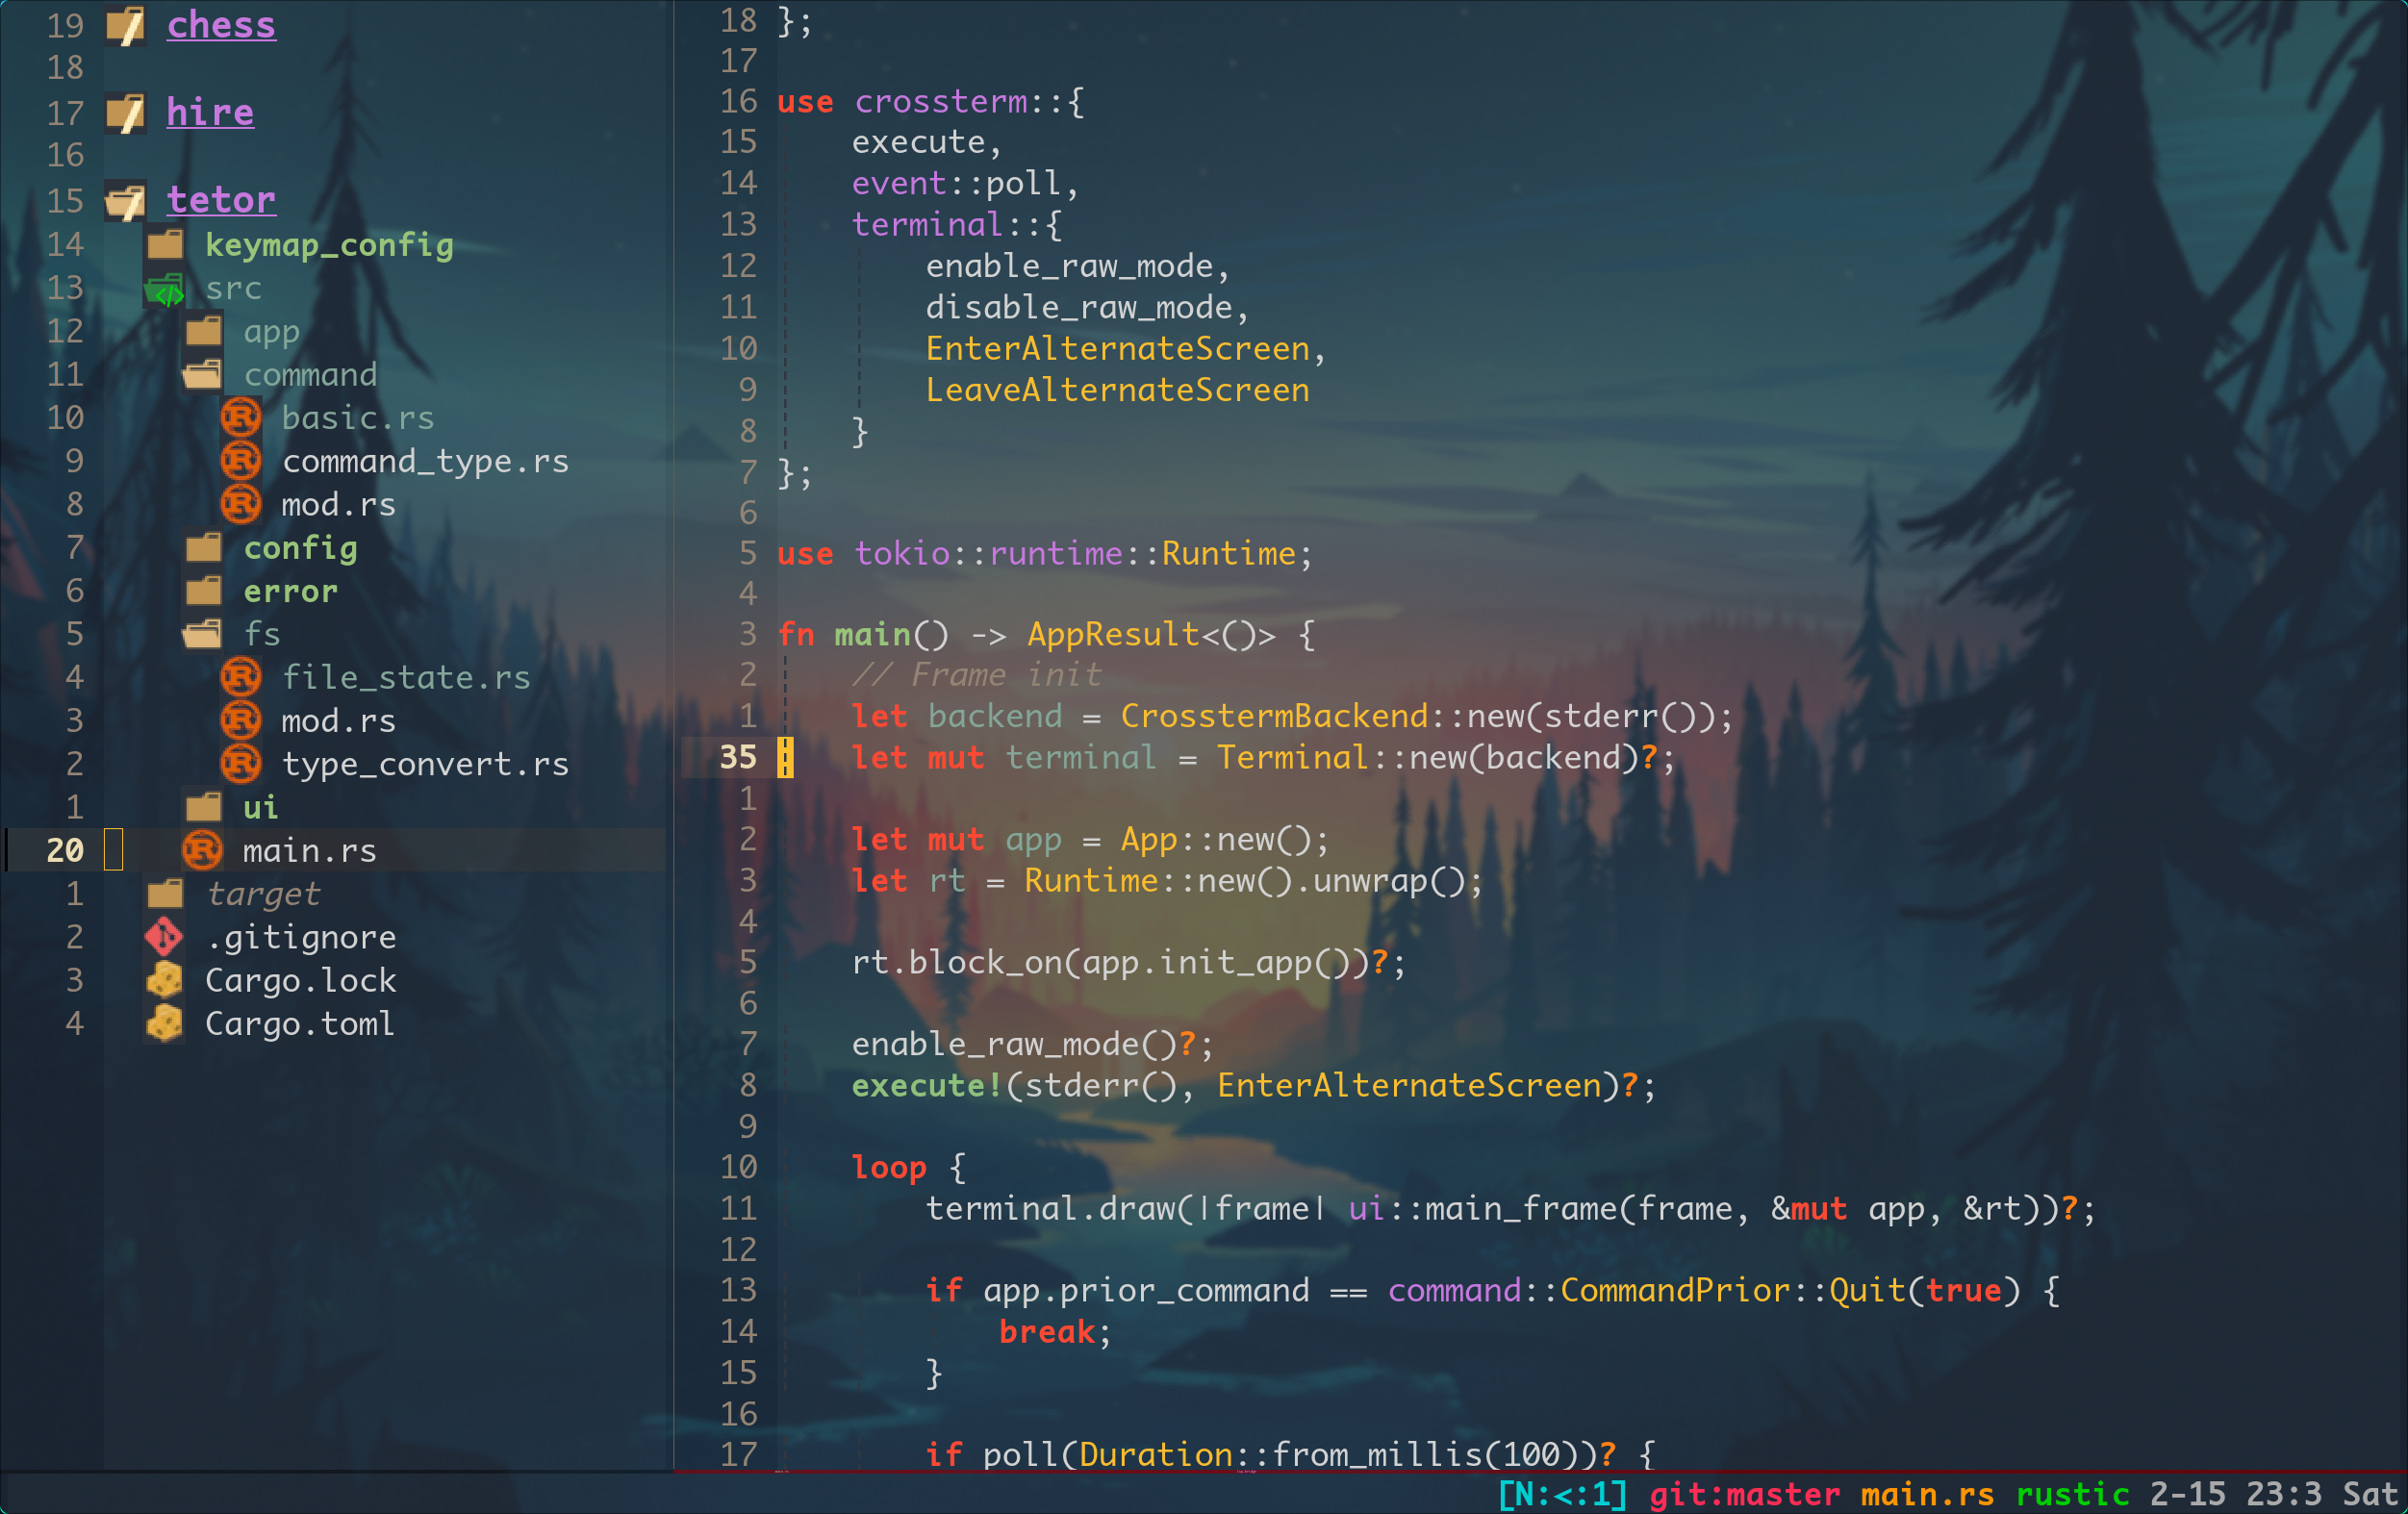 19 chess
18
17 hire
16
15 tetor
14 keymap_config
13 src
12 app
11 command
10 basic.rs
9 command_type.rs
8 mod.rs
7 config
6 error
5 fs
4 file_state.rs
3 mod.rs
2 type_convert.rs
1 ui
20 main.rs
1 target
2 .gitignore
3 Cargo.lock
4 Cargo.toml
18 };
17
16 use crossterm::{
15     execute,
14     event::poll,
13     terminal::{
12         enable_raw_mode,
11         disable_raw_mode,
10         EnterAlternateScreen,
9         LeaveAlternateScreen
8     }
7 };
6
5 use tokio::runtime::Runtime;
4
3 fn main() -> AppResult<()> {
2     // Frame init
1     let backend = CrosstermBackend::new(stderr());
35     let mut terminal = Terminal::new(backend)?;
1
2     let mut app = App::new();
3     let rt = Runtime::new().unwrap();
4
5     rt.block_on(app.init_app())?;
6
7     enable_raw_mode()?;
8     execute!(stderr(), EnterAlternateScreen)?;
9
10     loop {
11         terminal.draw(|frame| ui::main_frame(frame, &mut app, &rt))?;
12
13         if app.prior_command == command::CommandPrior::Quit(true) {
14             break;
15         }
16
17         if poll(Duration::from_millis(100))? {
[N:<:1] git:master main.rs rustic 2-15 23:3 Sat